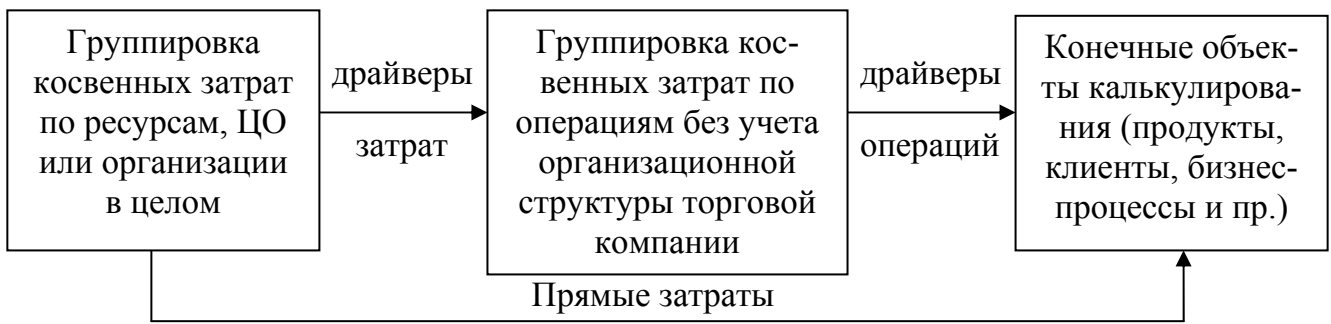 Группировка
косвенных затрат
по ресурсам, ЦО
или организации
в целом
драйверы
затрат
Группировка кос-
венных затрат по
операциям без учета
организационной
структуры торговой
компании
драйверы
операций
Конечные объек-
ты калькулирова-
ния (продукты,
клиенты, бизнес-
процессы и пр.)
Прямые затраты